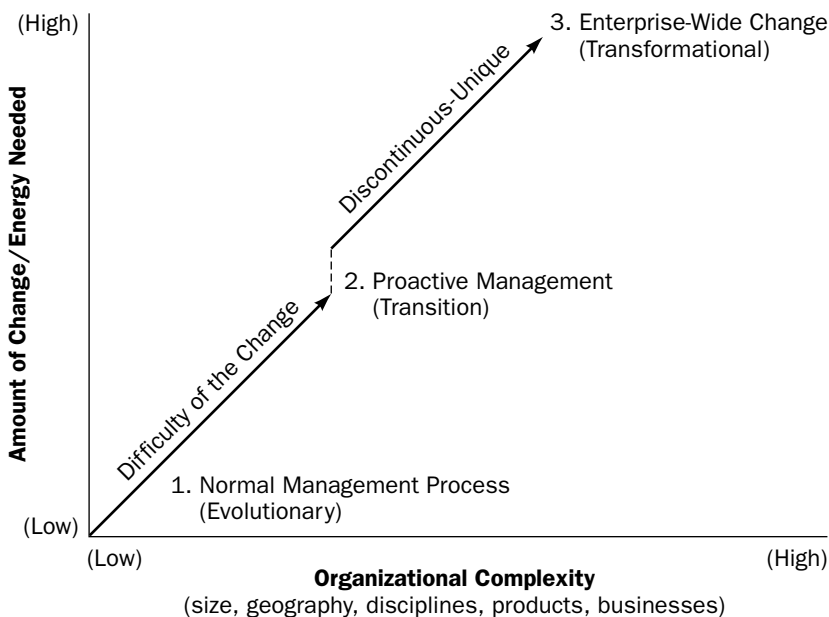 (High)
3. Enterprise-Wide Change
(Transformational)
Discontinuous-Unique
Amount of Change/Energy Needed
2. Proactive Management
(Transition)
Difficulty of the Change
1. Normal Management Process
(Evolutionary)
(Low)
(Low)
(High)
Organizational Complexity
(size, geography, disciplines, products, businesses)